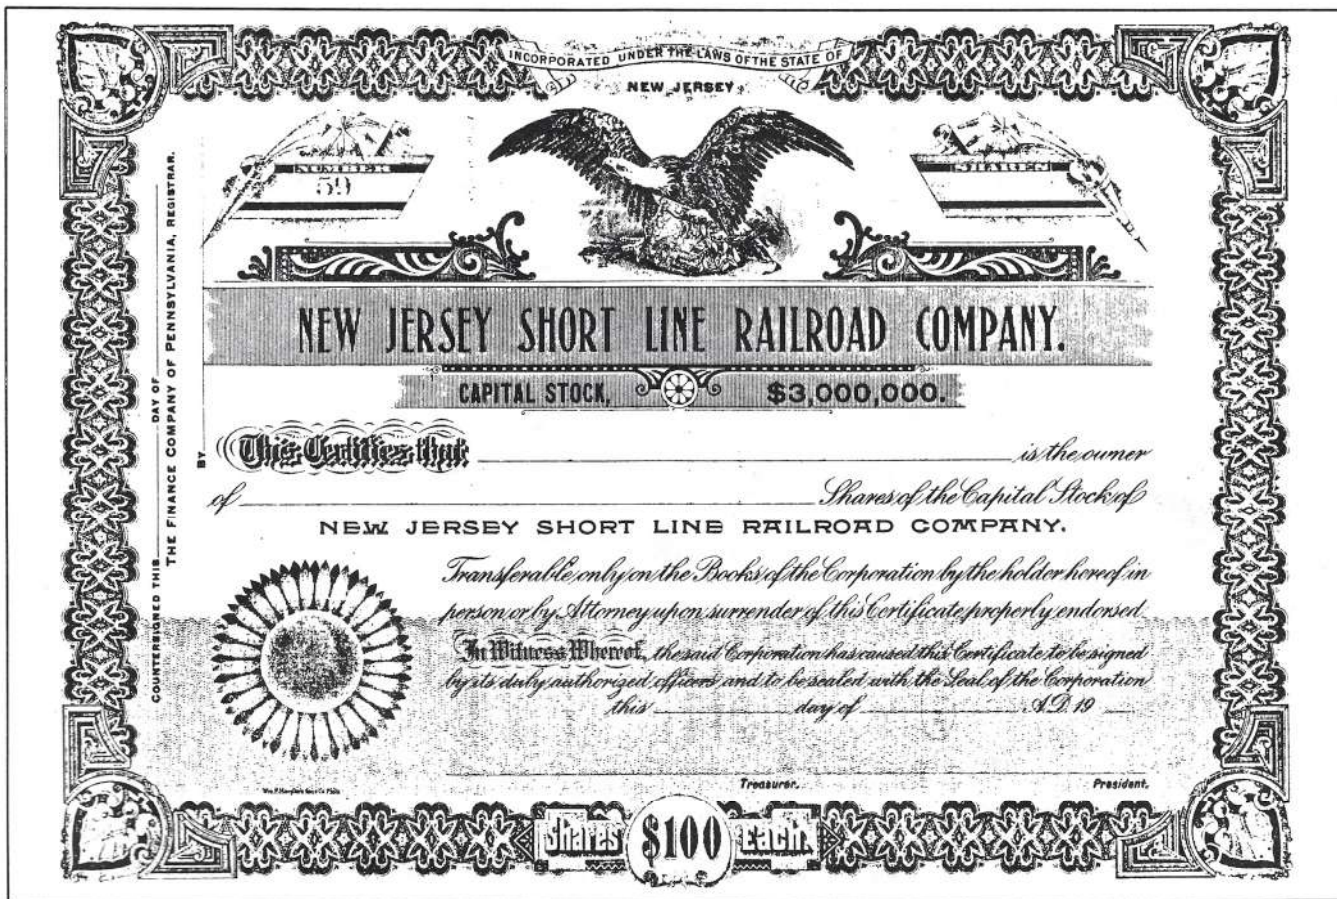 INCORPORATED UNDER THE LAWS OF THE STATE OF
NEW JERSEY
NUMBER
59
SHARES
NEW JERSEY SHORT LINE RAILROAD COMPANY.
CAPITAL STOCK, $3,000,000.
This Certifies that is the owner
of Shares of the Capital Stock of
NEW JERSEY SHORT LINE RAILROAD COMPANY.
Transferable only on the Books of the Corporation by the holder hereof in
person or by Attorney upon surrender of this Certificate properly endorsed
In Witness Whereof, the said Corporation has caused this Certificate to be signed
by its duly authorized officers and to be sealed with the Seal of the Corporation
this day of A.D. 19
Treasurer. President.
Shares $100 Each.
COUNTERSIGNED THIS DAY OF
THE FINANCE COMPANY OF PENNSYLVANIA, REGISTRAR.
BY